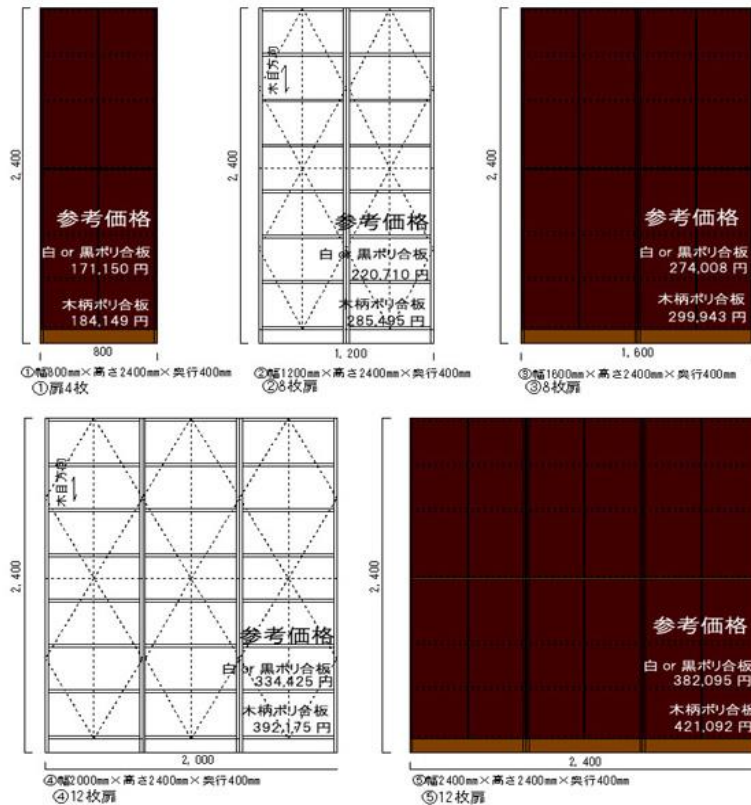 2,400
参考価格
白 or 黒ポリ合板
171,150 円
木柄ポリ合板
184,149 円
800
①幅800mm×高さ2400mm×奥行400mm
①扉4枚
2,400
木目方向
参考価格
白 or 黒ポリ合板
220,710 円
木柄ポリ合板
285,495 円
1,200
②幅1200mm×高さ2400mm×奥行400mm
②8枚扉
2,400
参考価格
白 or 黒ポリ合板
274,008 円
木柄ポリ合板
299,943 円
1,600
③幅1600mm×高さ2400mm×奥行400mm
③8枚扉
2,400
木目方向
参考価格
白 or 黒ポリ合板
334,425 円
木柄ポリ合板
392,175 円
2,000
④幅2000mm×高さ2400mm×奥行400mm
④12枚扉
2,400
参考価格
白 or 黒ポリ合板
382,095 円
木柄ポリ合板
421,092 円
2,400
⑤幅2400mm×高さ2400mm×奥行400mm
⑤12枚扉